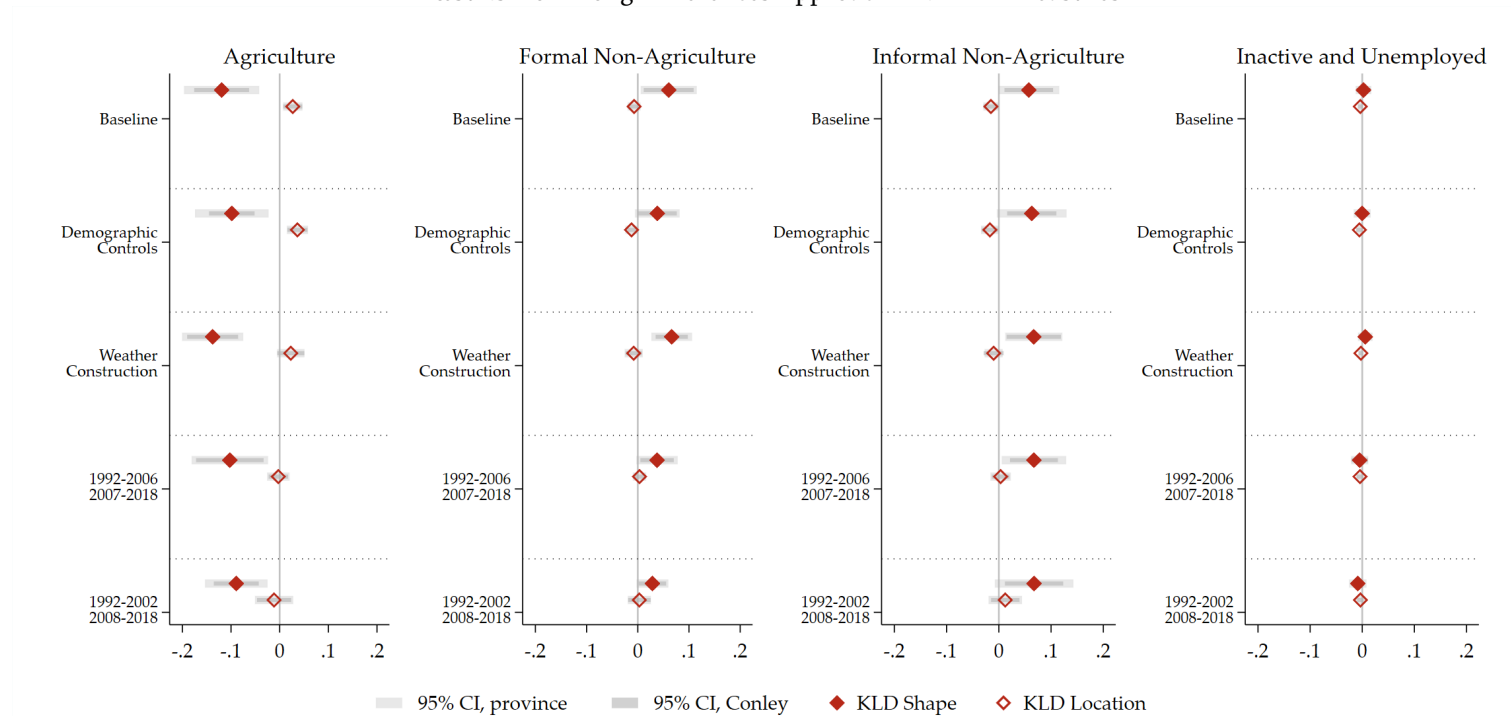 Agriculture
Formal Non-Agriculture
Informal Non-Agriculture
Inactive and Unemployed
Baseline
Demographic
Controls
Weather
Construction
1992-2006
2007-2018
1992-2002
2008-2018
-.2 -.1 0 .1 .2
Baseline
Demographic
Controls
Weather
Construction
1992-2006
2007-2018
1992-2002
2008-2018
-.2 -.1 0 .1 .2
Baseline
Demographic
Controls
Weather
Construction
1992-2006
2007-2018
1992-2002
2008-2018
-.2 -.1 0 .1 .2
Baseline
Demographic
Controls
Weather
Construction
1992-2006
2007-2018
1992-2002
2008-2018
-.2 -.1 0 .1 .2
95% CI, province 95% CI, Conley KLD Shape KLD Location